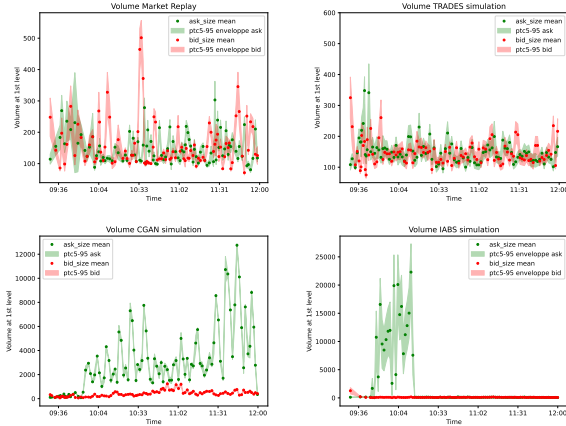 Volume Market Replay
ask_size mean
ptc5-95 enveloppe ask
bid_size mean
ptc5-95 enveloppe bid
Volume at 1st level
500
400
300
200
100
09:36
10:04
10:33
11:02
11:31
12:00
Time
Volume TRADES simulation
ask_size mean
ptc5-95 ask
bid_size mean
ptc5-95 bid
Volume at 1st level
600
500
400
300
200
100
09:36
10:04
10:33
11:02
11:31
12:00
Time
Volume CGAN simulation
ask_size mean
ptc5-95 ask
bid_size mean
ptc5-95 bid
Volume at 1st level
12000
10000
8000
6000
4000
2000
0
09:36
10:04
10:33
11:02
11:31
12:00
Time
Volume IABS simulation
ask_size mean
ptc5-95 enveloppe ask
bid_size mean
ptc5-95 enveloppe bid
Volume at 1st level
25000
20000
15000
10000
5000
0
09:36
10:04
10:33
11:02
11:31
12:00
Time